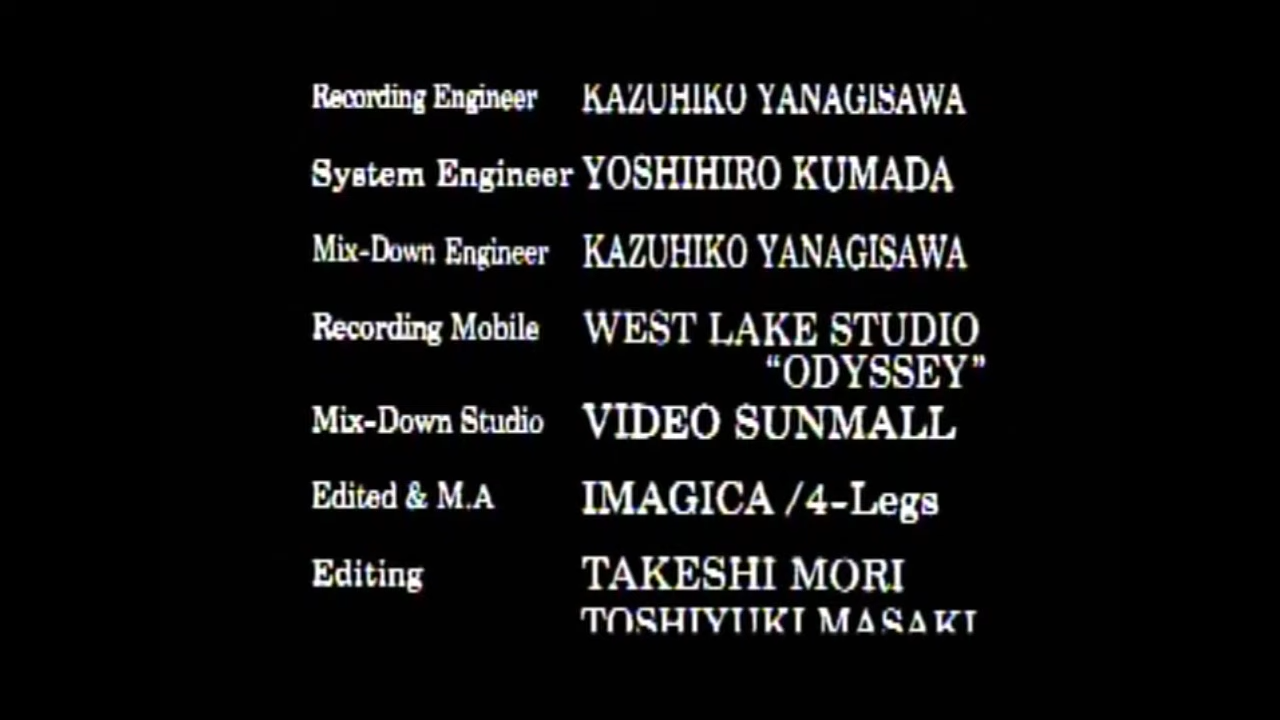 Recording Engineer KAZUHIKO YANAGISAWA
System Engineer YOSHIHIRO KUMADA
Mix-Down Engineer KAZUHIKO YANAGISAWA
Recording Mobile WEST LAKE STUDIO
“ODYSSEY”
Mix-Down Studio VIDEO SUNMALL
Edited & M.A IMAGICA /4-Legs
Editing TAKESHI MORI
TOSHIYUKI MASAKI